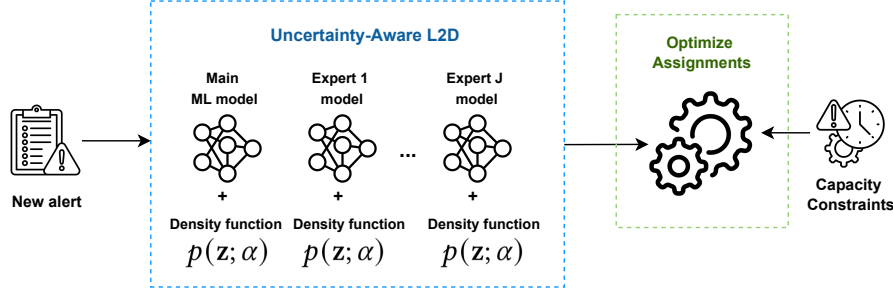 Uncertainty-Aware L2D
Optimize
Assignments
Main
ML model
Expert 1
model
Expert J
model
...
New alert
+
+
+
Density function
Density function
Density function
p(z; α)
p(z; α)
p(z; α)
Capacity
Constraints